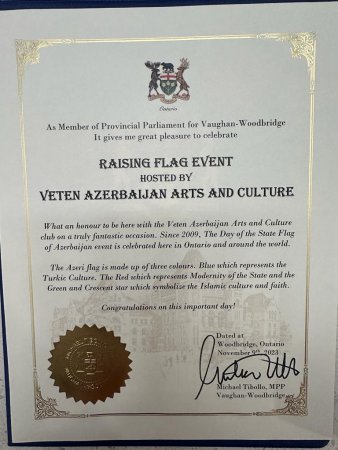 Ontario
As Member of Provincial Parliament for Vaughan-Woodbridge
It gives me great pleasure to celebrate
RAISING FLAG EVENT
HOSTED BY
VETEN AZERBAIJAN ARTS AND CULTURE
What an honour to be here with the Veten Azerbaijan Arts and Culture
club on a truly fantastic occasion. Since 2009, The Day of the State Flag
of Azerbaijan event is celebrated here in Ontario and around the world.
The Azeri flag is made up of three colours. Blue which represents the
Turkic Culture. The Red which represents Modernity of the State and the
Green and Crescent star which symbolise the Islamic culture and faith.
Congratulations on this important day!
Dated at
Woodbridge, Ontario
November 9th, 2023
Michael Tibollo, MPP
Vaughan-Woodbridge